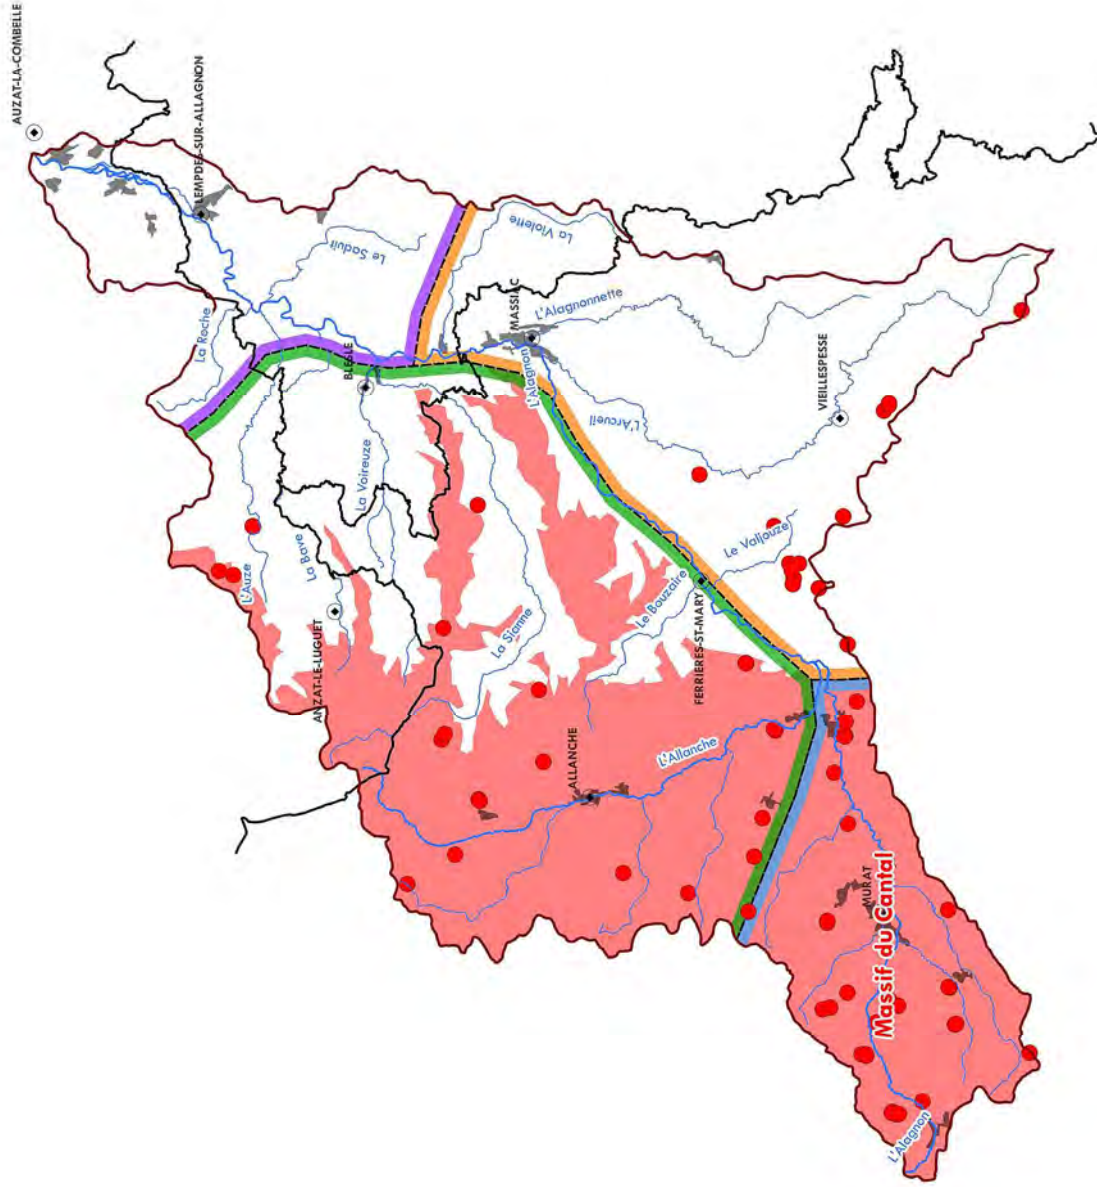 AUZAT-LA-COMBELLE
LEMPDES-SUR-ALLAGNON
La Roche
Le Saduit
La Violette
BLESLE
MASSIAC
L'Alagnonnette
L'Alagnon
L'Auze
La Bave
La Voireuze
ANZAT-LE-LUGUET
La Sianne
L'Arcueil
VIEILLESPESSE
Le Bouzaire
Le Valjouze
FERRIERES-ST-MARY
ALLANCHE
L'Allanche
MURAT
Massif du Cantal
L'Alagnon